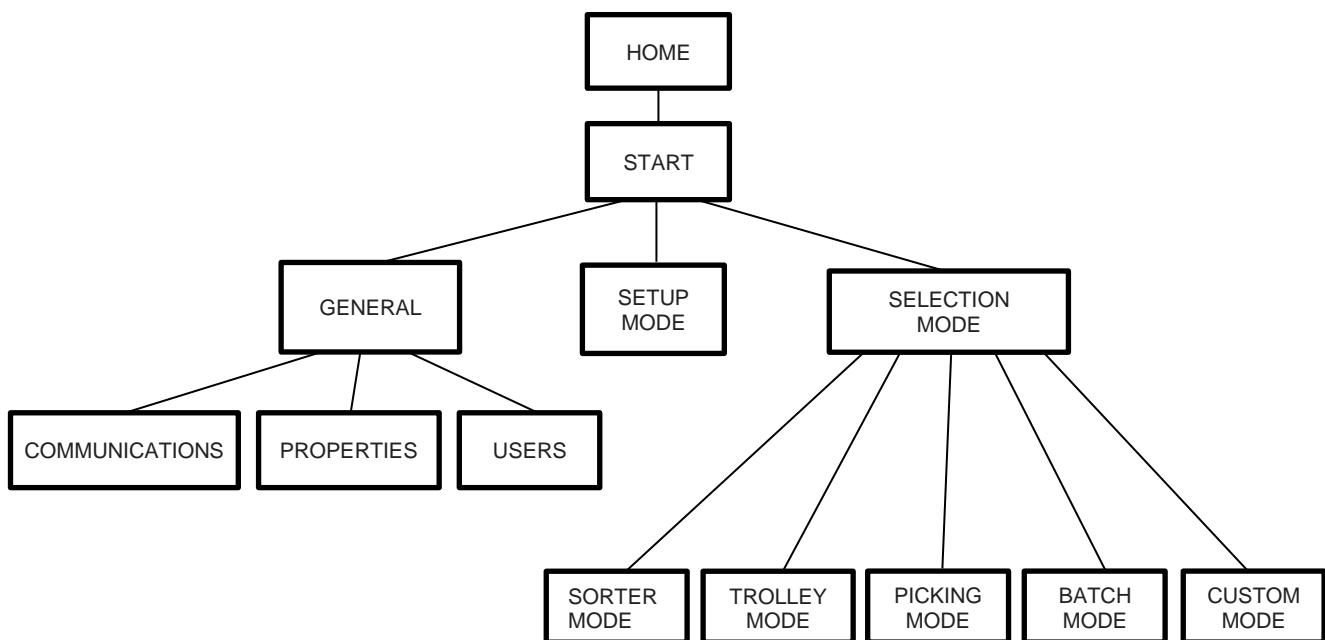 HOME
START
GENERAL
SETUP
MODE
SELECTION
MODE
COMMUNICATIONS
PROPERTIES
USERS
SORTER
MODE
TROLLEY
MODE
PICKING
MODE
BATCH
MODE
CUSTOM
MODE